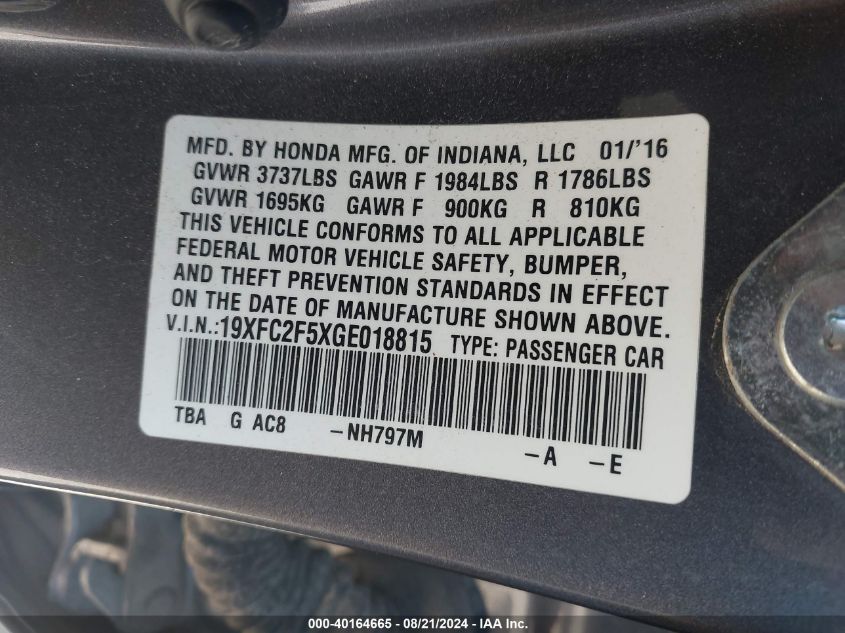 MFD. BY HONDA MFG. OF INDIANA, LLC 01/'16
GVWR 3737LBS GAWR F 1984LBS R 1786LBS
GVWR 1695KG GAWR F 900KG R 810KG
THIS VEHICLE CONFORMS TO ALL APPLICABLE
FEDERAL MOTOR VEHICLE SAFETY, BUMPER,
AND THEFT PREVENTION STANDARDS IN EFFECT
ON THE DATE OF MANUFACTURE SHOWN ABOVE.
V.I.N.:19XFC2F5XGE018815 TYPE: PASSENGER CAR
TBA G AC8 -NH797M -A -E
000-40164665 - 08/21/2024 - IAA Inc.